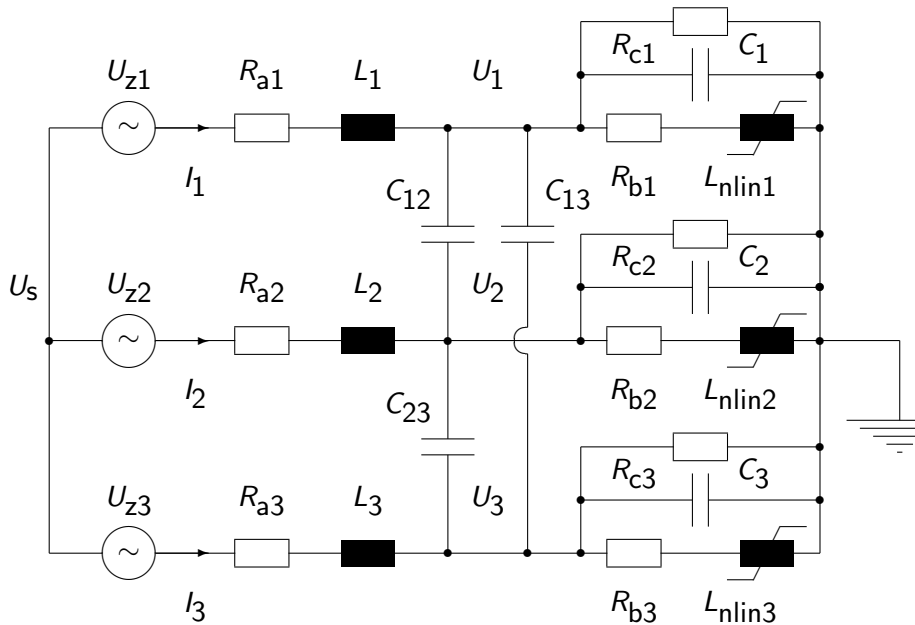 R_c1 C_1
U_z1 R_a1 L_1 U_1
~
I_1 C_12 C_13 R_b1 L_nlin1
R_c2 C_2
U_s U_z2 R_a2 L_2 U_2
~
I_2 C_23 R_b2 L_nlin2
R_c3 C_3
U_z3 R_a3 L_3 U_3
~
I_3 R_b3 L_nlin3